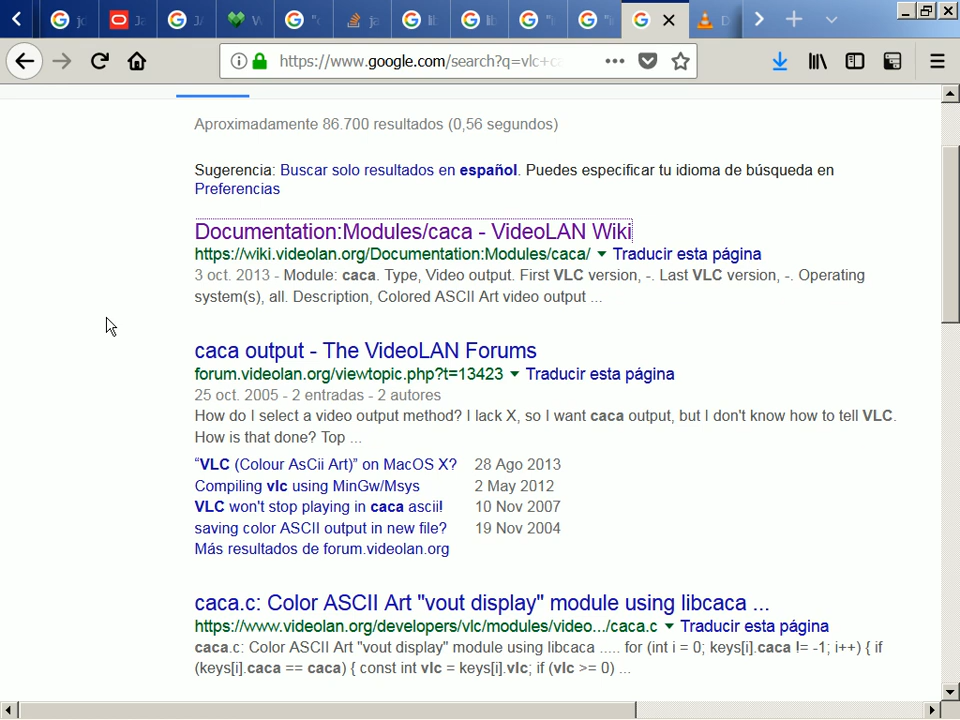 https://www.google.com/search?q=vlc+c
Aproximadamente 86.700 resultados (0,56 segundos)
Sugerencia: Buscar solo resultados en español. Puedes especificar tu idioma de búsqueda en
Preferencias
Documentation:Modules/caca - VideoLAN Wiki
https://wiki.videolan.org/Documentation:Modules/caca/ Traducir esta página
3 oct. 2013 - Module: caca. Type, Video output. First VLC version, -. Last VLC version, -. Operating
system(s), all. Description, Colored ASCII Art video output ...
caca output - The VideoLAN Forums
forum.videolan.org/viewtopic.php?t=13423 Traducir esta página
25 oct. 2005 - 2 entradas - 2 autores
How do I select a video output method? I lack X, so I want caca output, but I don't know how to tell VLC.
How is that done? Top ...
“VLC (Colour AsCii Art)” on MacOS X? 28 Ago 2013
Compiling vlc using MinGw/Msys 2 May 2012
VLC won't stop playing in caca ascii! 10 Nov 2007
saving color ASCII output in new file? 19 Nov 2004
Más resultados de forum.videolan.org
caca.c: Color ASCII Art "vout display" module using libcaca ...
https://www.videolan.org/developers/vlc/modules/video.../caca.c Traducir esta página
caca.c: Color ASCII Art "vout display" module using libcaca ..... for (int i = 0; keys[i].caca != -1; i++) { if
(keys[i].caca == caca) { const int vlc = keys[i].vlc; if (vlc >= 0) ...